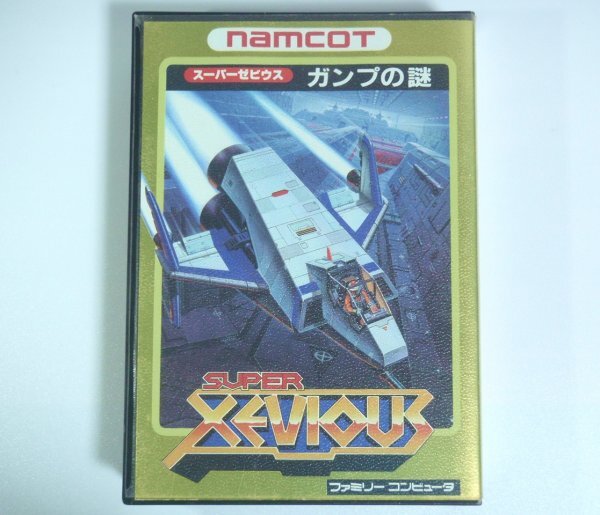 namcot
スーパーゼビウス ガンプの謎
SUPER
XEVIOUS
ファミリー コンピュータ